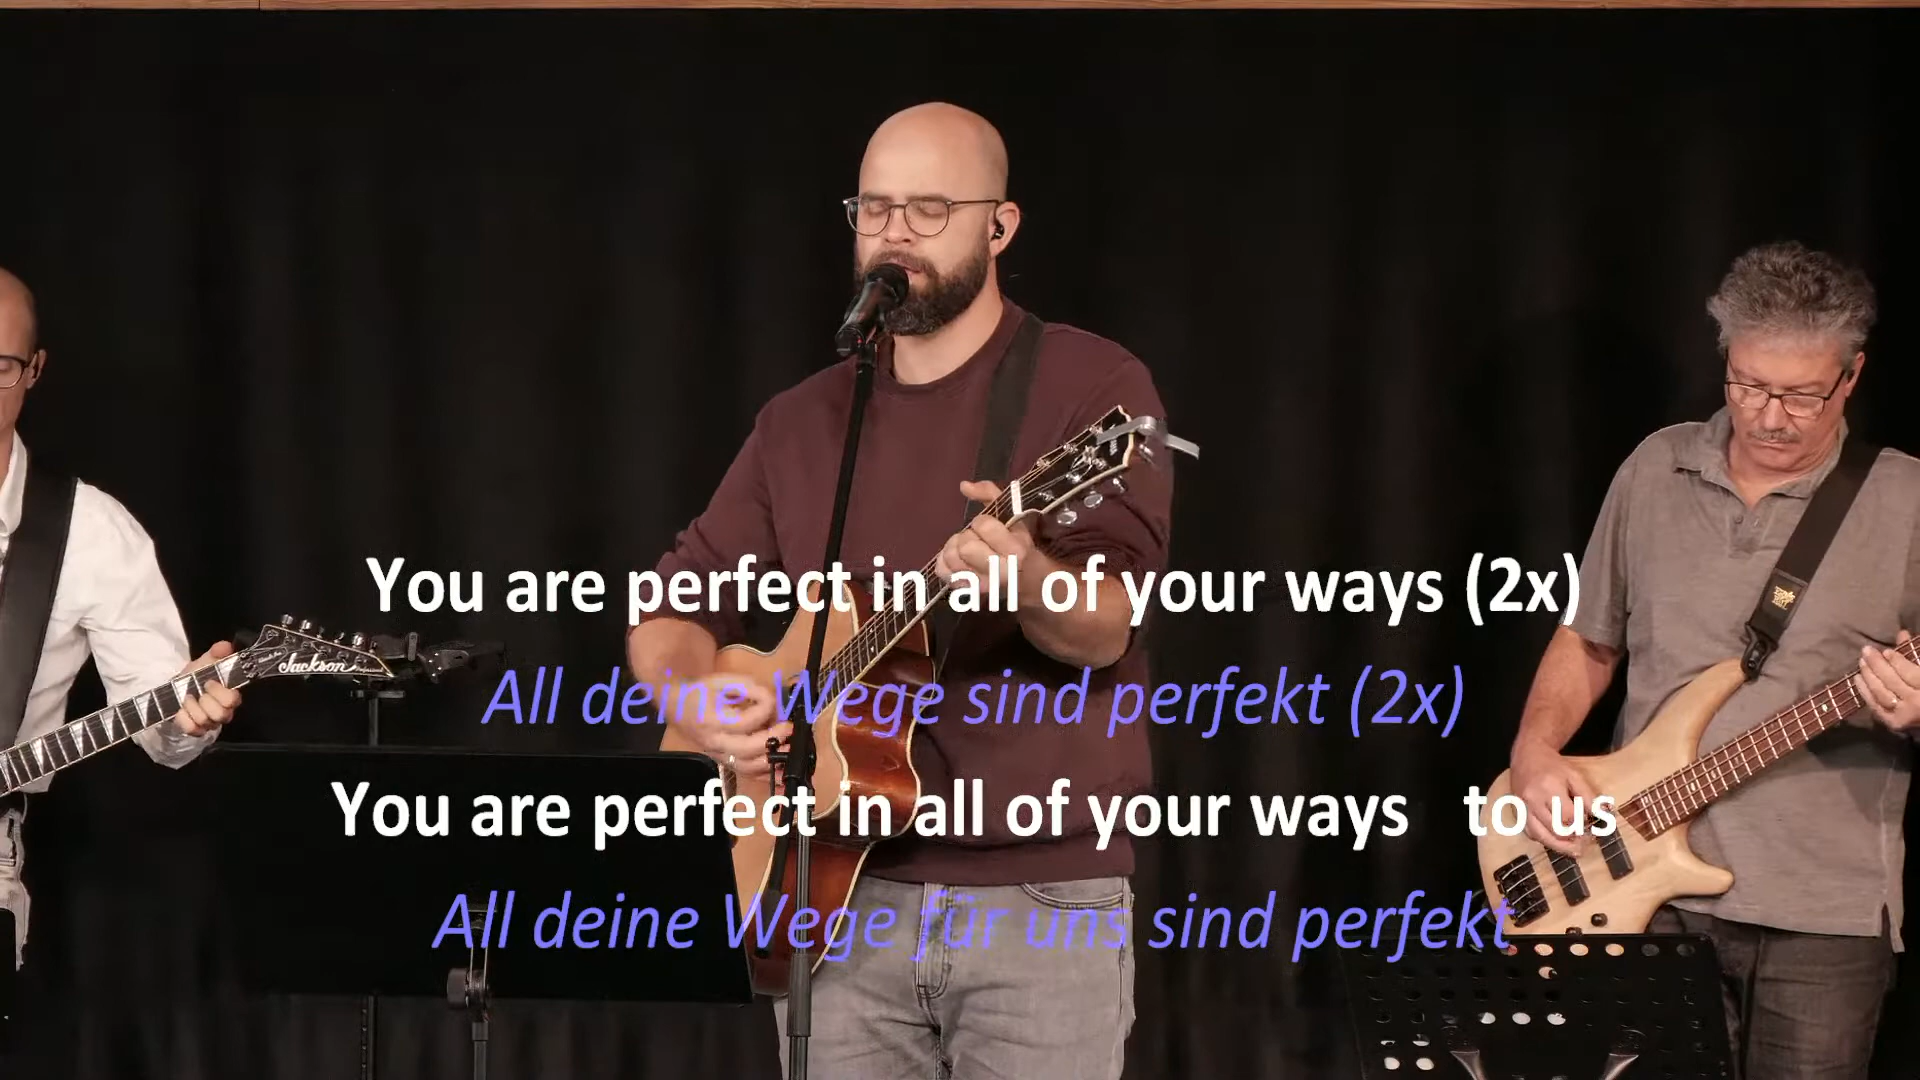 You are perfect in all of your ways (2x)
All deine Wege sind perfekt (2x)
You are perfect in all of your ways to us
All deine Wege für uns sind perfekt
Jackson